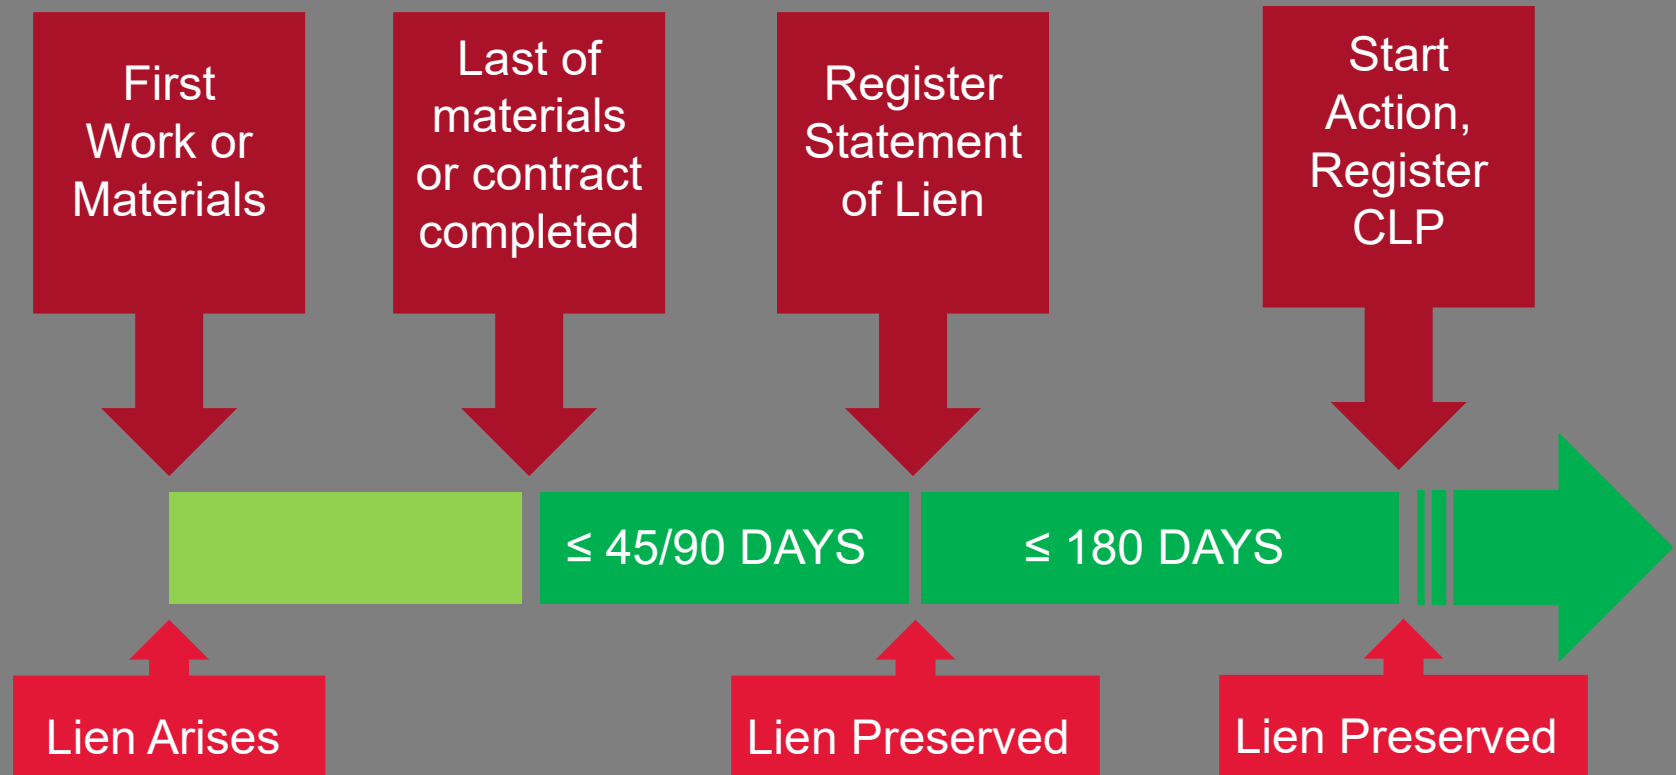 First
Work or
Materials
Last of
materials
or contract
completed
Register
Statement
of Lien
Start
Action,
Register
CLP
≤ 45/90 DAYS
≤ 180 DAYS
Lien Arises
Lien Preserved
Lien Preserved